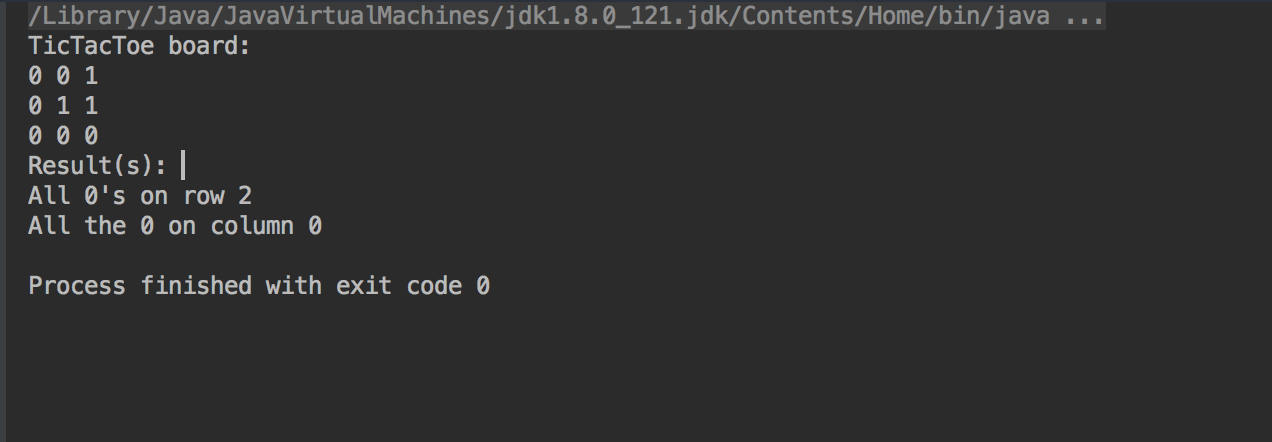 /Library/Java/JavaVirtualMachines/jdk1.8.0_121.jdk/Contents/Home/bin/java ...
TicTacToe board:
0 0 1
0 1 1
0 0 0
Result(s):
All 0's on row 2
All the 0 on column 0
Process finished with exit code 0